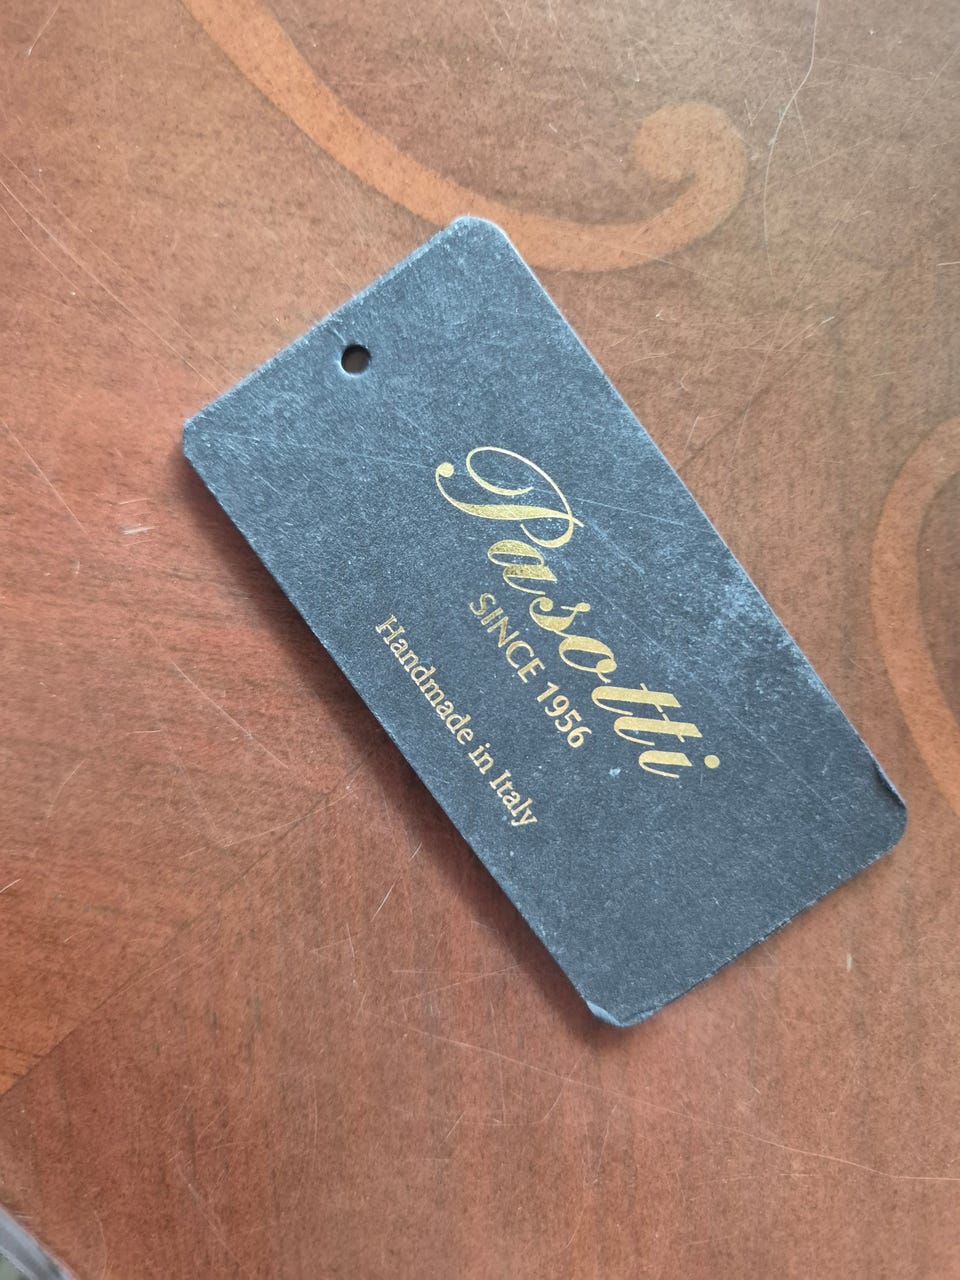 Pasotti
SINCE 1956
Handmade in Italy